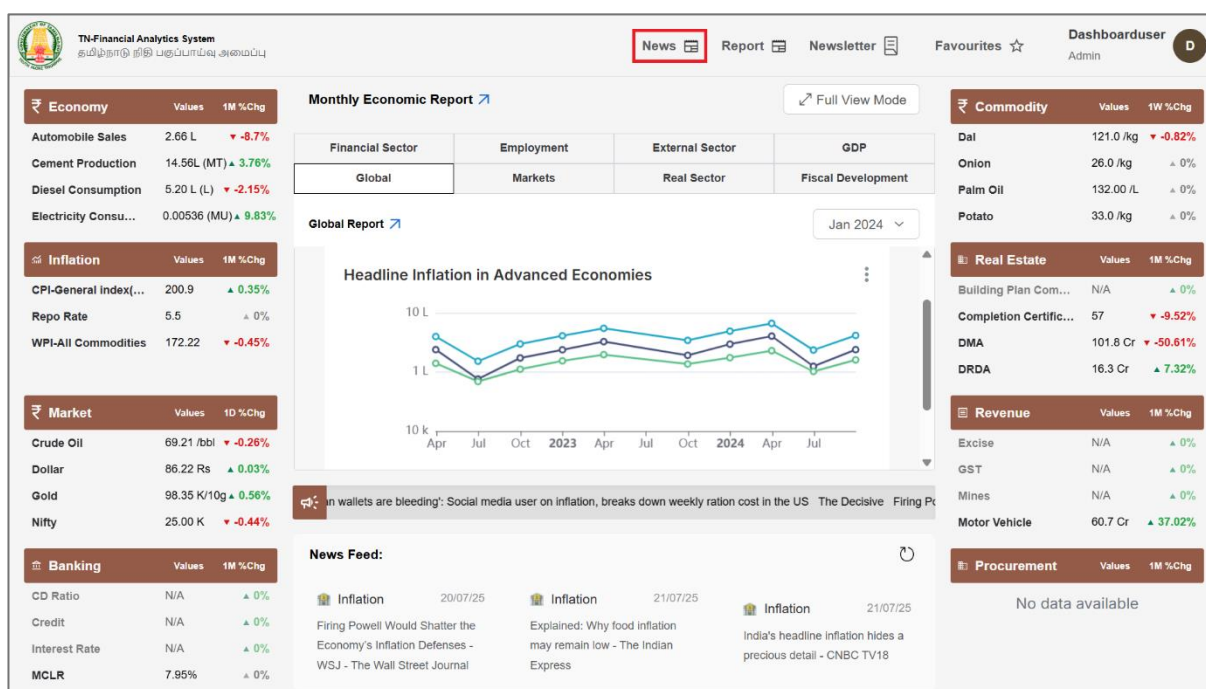 TN-Financial Analytics System
தமிழ்நாடு நிதி பகுப்பாய்வு அமைப்பு
News
Report
Newsletter
Favourites
Dashboarduser
Admin
D
₹ Economy Values 1M %Chg
Automobile Sales 2.66 L ▼ -8.7%
Cement Production 14.56L (MT) ▲ 3.76%
Diesel Consumption 5.20 L (L) ▼ -2.15%
Electricity Consu... 0.00536 (MU) ▲ 9.83%
Inflation Values 1M %Chg
CPI-General index(... 200.9 ▲ 0.35%
Repo Rate 5.5 ▲ 0%
WPI-All Commodities 172.22 ▼ -0.45%
₹ Market Values 1D %Chg
Crude Oil 69.21 /bbl ▼ -0.26%
Dollar 86.22 Rs ▲ 0.03%
Gold 98.35 K/10g ▲ 0.56%
Nifty 25.00 K ▼ -0.44%
Banking Values 1M %Chg
CD Ratio N/A ▲ 0%
Credit N/A ▲ 0%
Interest Rate N/A ▲ 0%
MCLR 7.95% ▲ 0%
Monthly Economic Report
Full View Mode
Financial Sector Employment External Sector GDP
Global Markets Real Sector Fiscal Development
Global Report
Jan 2024
Headline Inflation in Advanced Economies
10 L
1 L
10 k
Apr Jul Oct 2023 Apr Jul Oct 2024 Apr Jul
an wallets are bleeding': Social media user on inflation, breaks down weekly ration cost in the US The Decisive Firing Po
News Feed:
Inflation 20/07/25
Firing Powell Would Shatter the
Economy's Inflation Defenses -
WSJ - The Wall Street Journal
Inflation 21/07/25
Explained: Why food inflation
may remain low - The Indian
Express
Inflation 21/07/25
India's headline inflation hides a
precious detail - CNBC TV18
₹ Commodity Values 1W %Chg
Dal 121.0 /kg ▼ -0.82%
Onion 26.0 /kg ▲ 0%
Palm Oil 132.00 /L ▲ 0%
Potato 33.0 /kg ▲ 0%
Real Estate Values 1M %Chg
Building Plan Com... N/A ▲ 0%
Completion Certific... 57 ▼ -9.52%
DMA 101.8 Cr ▼ -50.61%
DRDA 16.3 Cr ▲ 7.32%
Revenue Values 1M %Chg
Excise N/A ▲ 0%
GST N/A ▲ 0%
Mines N/A ▲ 0%
Motor Vehicle 60.7 Cr ▲ 37.02%
Procurement Values 1M %Chg
No data available